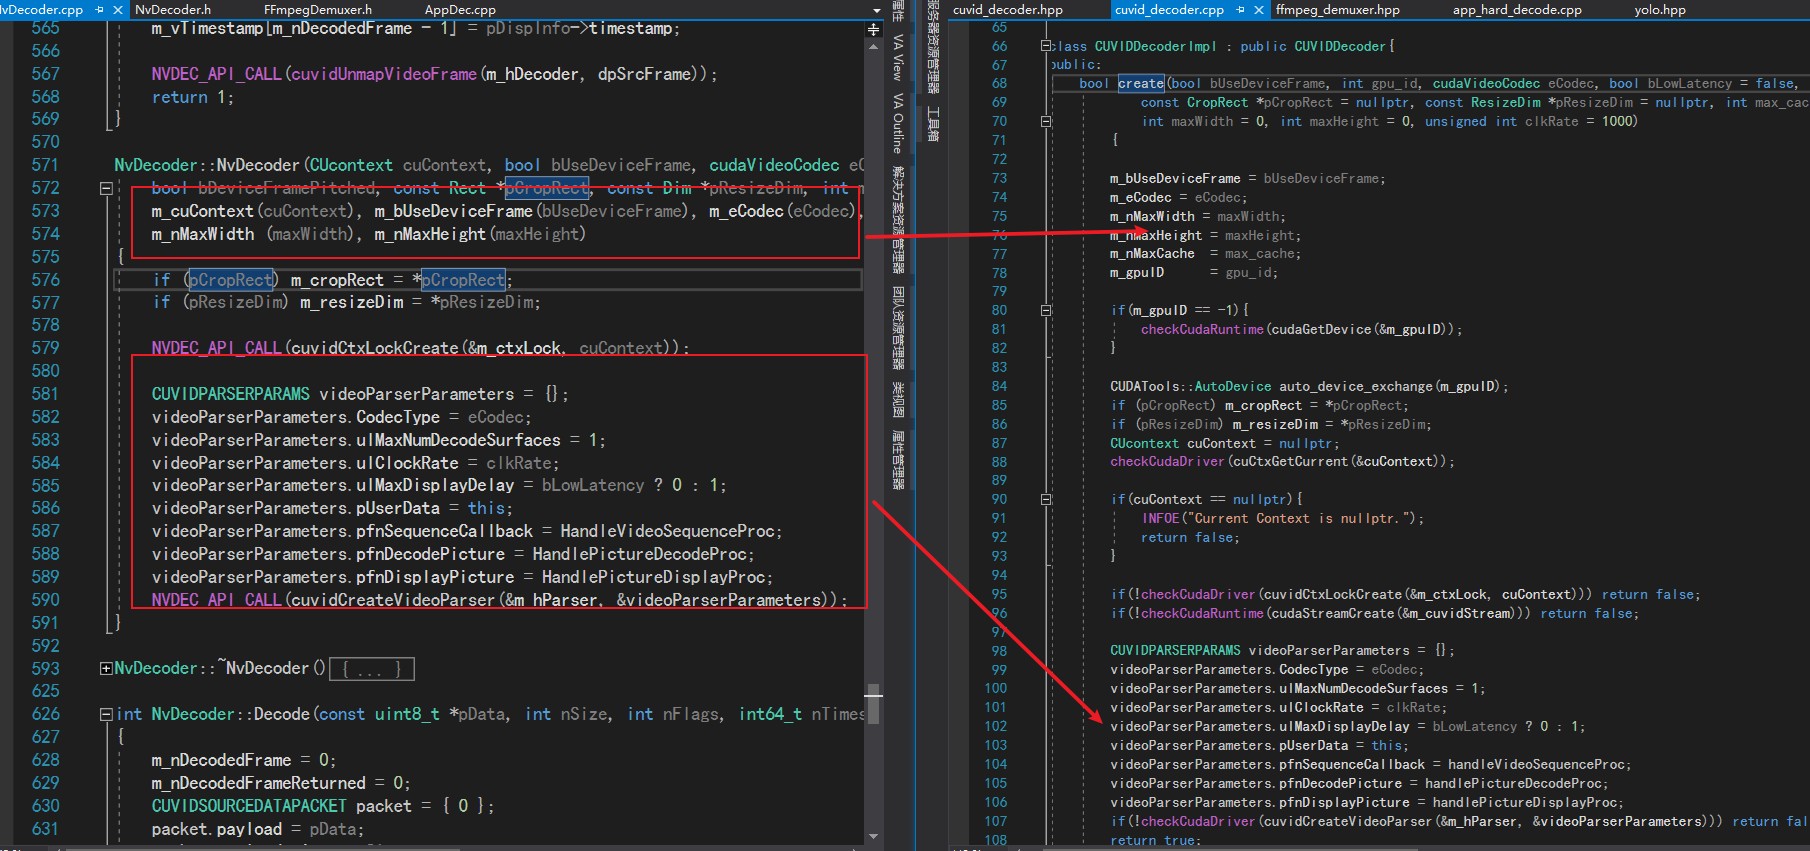 NvDecoder.cpp NvDecoder.h FFmpegDemuxer.h AppDec.cpp
565 m_vTimestamp[m_nDecodedFrame - 1] = pDispInfo->timestamp;
566
567 NVDEC_API_CALL(cuvidUnmapVideoFrame(m_hDecoder, dpSrcFrame));
568 return 1;
569 }
570
571 NvDecoder::NvDecoder(CUcontext cuContext, bool bUseDeviceFrame, cudaVideoCodec eC
572 bool bDeviceFramePitched, const Rect *pCropRect, const Dim *pResizeDim, int m
573 m_cuContext(cuContext), m_bUseDeviceFrame(bUseDeviceFrame), m_eCodec(eCodec),
574 m_nMaxWidth (maxWidth), m_nMaxHeight(maxHeight)
575 {
576 if (pCropRect) m_cropRect = *pCropRect;
577 if (pResizeDim) m_resizeDim = *pResizeDim;
578
579 NVDEC_API_CALL(cuvidCtxLockCreate(&m_ctxLock, cuContext));
580
581 CUVIDPARSERPARAMS videoParserParameters = {};
582 videoParserParameters.CodecType = eCodec;
583 videoParserParameters.ulMaxNumDecodeSurfaces = 1;
584 videoParserParameters.ulClockRate = clkRate;
585 videoParserParameters.ulMaxDisplayDelay = bLowLatency ? 0 : 1;
586 videoParserParameters.pUserData = this;
587 videoParserParameters.pfnSequenceCallback = HandleVideoSequenceProc;
588 videoParserParameters.pfnDecodePicture = HandlePictureDecodeProc;
589 videoParserParameters.pfnDisplayPicture = HandlePictureDisplayProc;
590 NVDEC_API_CALL(cuvidCreateVideoParser(&m_hParser, &videoParserParameters));
591 }
592
593 NvDecoder::~NvDecoder(){ ... }
625
626 int NvDecoder::Decode(const uint8_t *pData, int nSize, int nFlags, int64_t nTimes
627 {
628 m_nDecodedFrame = 0;
629 m_nDecodedFrameReturned = 0;
630 CUVIDSOURCEDATAPACKET packet = { 0 };
631 packet.payload = pData;
属性
VA View
VA Outline
解决方案资源管理器
团队资源管理器
类视图
属性管理器
服务器资源管理器
工具箱
cuvid_decoder.hpp cuvid_decoder.cpp ffmpeg_demuxer.hpp app_hard_decode.cpp yolo.hpp
65
66 class CUVIDDecoderImpl : public CUVIDDecoder{
67 public:
68 bool create(bool bUseDeviceFrame, int gpu_id, cudaVideoCodec eCodec, bool bLowLatency = false,
69 const CropRect *pCropRect = nullptr, const ResizeDim *pResizeDim = nullptr, int max_cac
70 int maxWidth = 0, int maxHeight = 0, unsigned int clkRate = 1000)
71 {
72
73 m_bUseDeviceFrame = bUseDeviceFrame;
74 m_eCodec = eCodec;
75 m_nMaxWidth = maxWidth;
76 m_nMaxHeight = maxHeight;
77 m_nMaxCache = max_cache;
78 m_gpuID = gpu_id;
79
80 if(m_gpuID == -1){
81 checkCudaRuntime(cudaGetDevice(&m_gpuID));
82 }
83
84 CUDATools::AutoDevice auto_device_exchange(m_gpuID);
85 if (pCropRect) m_cropRect = *pCropRect;
86 if (pResizeDim) m_resizeDim = *pResizeDim;
87 CUcontext cuContext = nullptr;
88 checkCudaDriver(cuCtxGetCurrent(&cuContext));
89
90 if(cuContext == nullptr){
91 INFOE("Current Context is nullptr.");
92 return false;
93 }
94
95 if(!checkCudaDriver(cuvidCtxLockCreate(&m_ctxLock, cuContext))) return false;
96 if(!checkCudaRuntime(cudaStreamCreate(&m_cuvidStream))) return false;
97
98 CUVIDPARSERPARAMS videoParserParameters = {};
99 videoParserParameters.CodecType = eCodec;
100 videoParserParameters.ulMaxNumDecodeSurfaces = 1;
101 videoParserParameters.ulClockRate = clkRate;
102 videoParserParameters.ulMaxDisplayDelay = bLowLatency ? 0 : 1;
103 videoParserParameters.pUserData = this;
104 videoParserParameters.pfnSequenceCallback = handleVideoSequenceProc;
105 videoParserParameters.pfnDecodePicture = handlePictureDecodeProc;
106 videoParserParameters.pfnDisplayPicture = handlePictureDisplayProc;
107 if(!checkCudaDriver(cuvidCreateVideoParser(&m_hParser, &videoParserParameters))) return fal
108 return true;